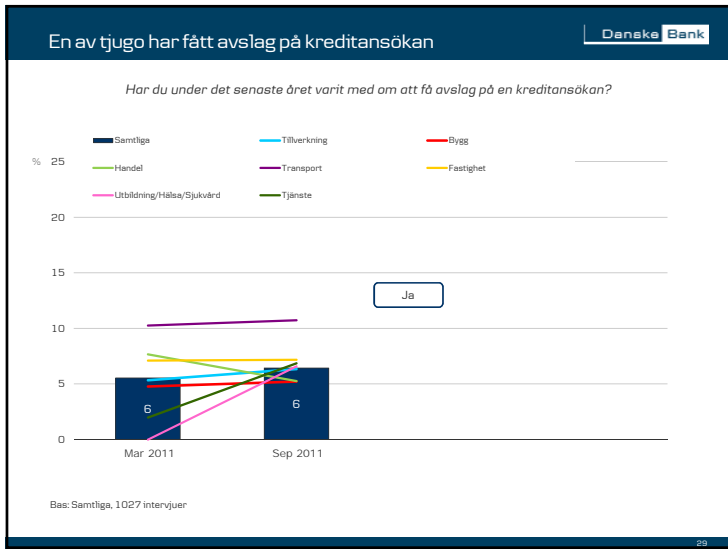 En av tjugo har fått avslag på kreditansökan
Danske Bank
Har du under det senaste året varit med om att få avslag på en kreditansökan?
Samtliga Tillverkning Bygg
% 25
Handel Transport Fastighet
Utbildning/Hälsa/Sjukvård Tjänste
20
15
Ja
10
5
6 6
0
Mar 2011 Sep 2011
Bas: Samtliga, 1027 intervjuer
29